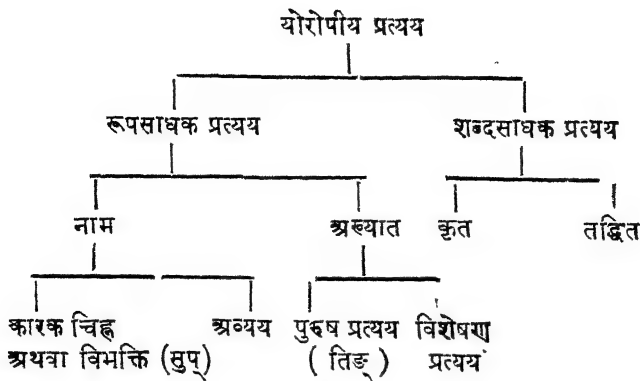 योरोपीय प्रत्यय
रूपसाधक प्रत्यय शब्दसाधक प्रत्यय
नाम अख्यात कृत तद्धित
कारक चिह्न अव्यय पुरुष प्रत्यय विशेषण
अथवा विभक्ति (सुप्) ( तिङ् ) प्रत्यय